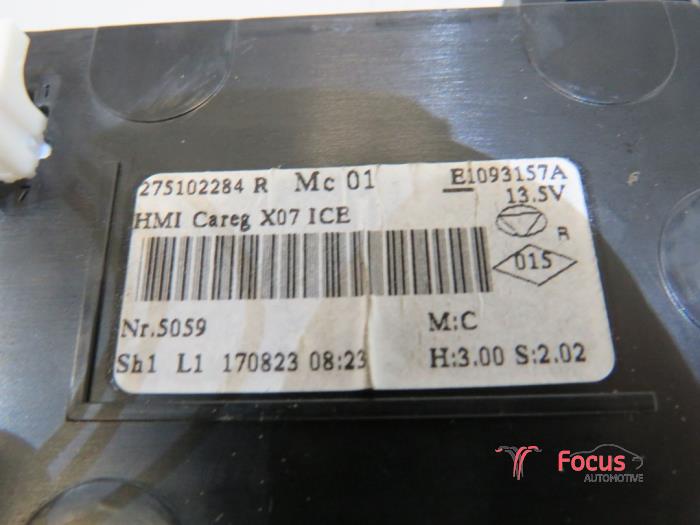 275102284 R Mc 01 E1093157A
13.5V
HMI Careg X07 ICE
R
015
Nr.5059 M:C
Sh1 L1 170823 08:23 H:3.00 S:2.02
Focus
AUTOMOTIVE